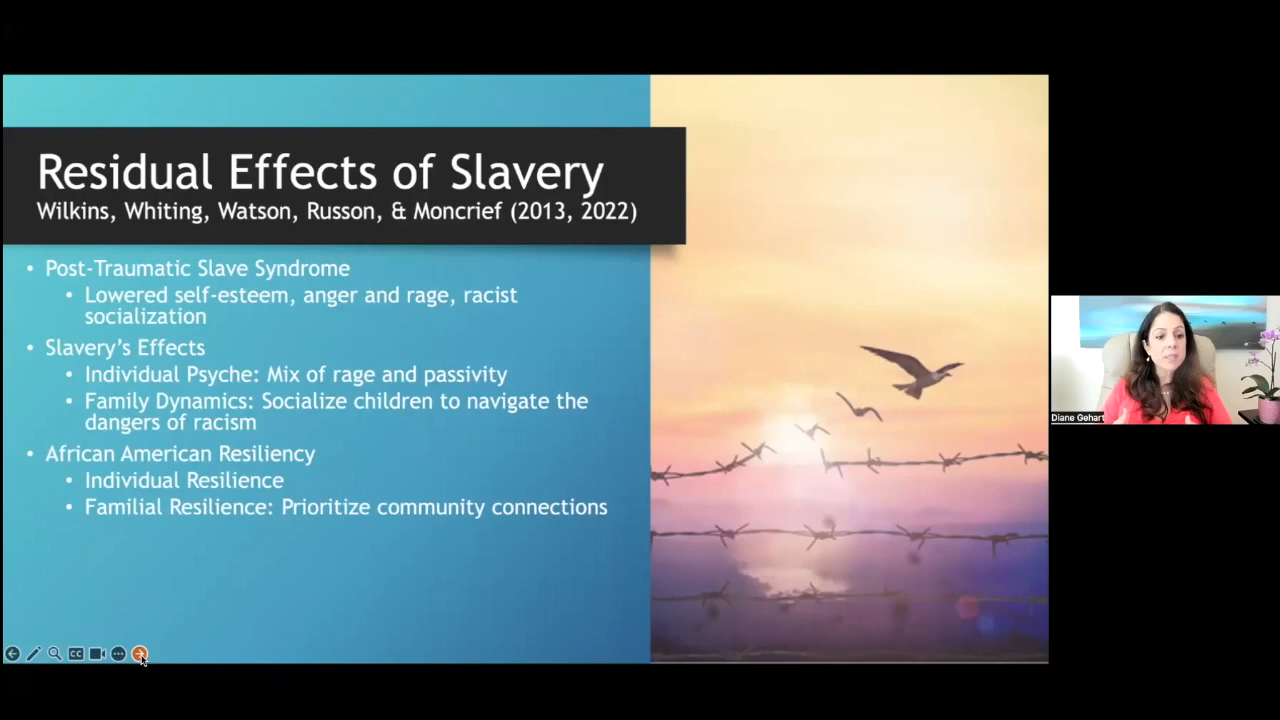 Residual Effects of Slavery
Wilkins, Whiting, Watson, Russon, & Moncrief (2013, 2022)
• Post-Traumatic Slave Syndrome
• Lowered self-esteem, anger and rage, racist
socialization
• Slavery’s Effects
• Individual Psyche: Mix of rage and passivity
• Family Dynamics: Socialize children to navigate the
dangers of racism
• African American Resiliency
• Individual Resilience
• Familial Resilience: Prioritize community connections
Diane Gehart
CC